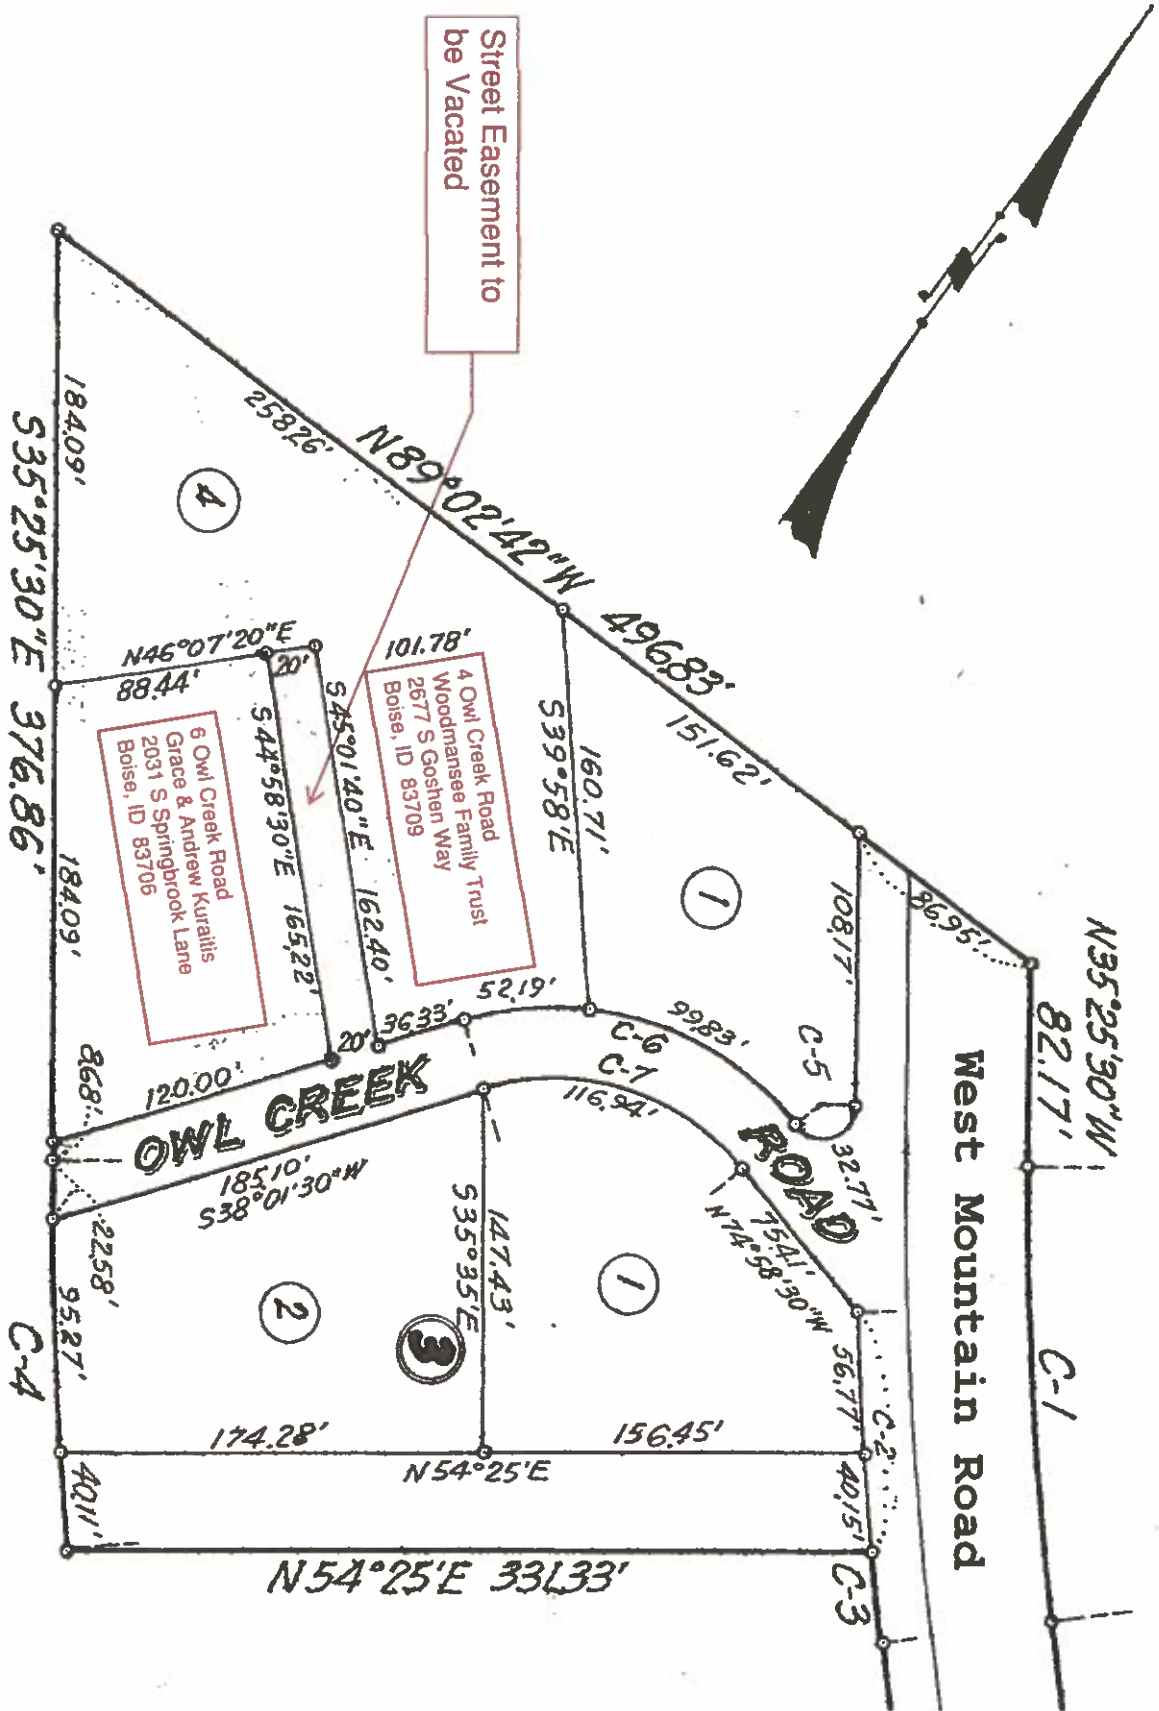 Street Easement to
be Vacated
N35°25'30"W
82.17'
C-1
West Mountain Road
86.95'
N89°02'42"W 496.83'
258.26'
151.62'
108.17'
C-5
32.77'
ROAD
99.83'
C-6
C-7
116.94'
75.41'
N74°58'30"W
56.77'
C-2
40.15'
C-3
1
160.71'
S39°58'E
52.19'
101.78'
4 Owl Creek Road
Woodmansee Family Trust
2677 S Goshen Way
Boise, ID 83709
36.33'
S45°01'40"E 162.40'
20'
20'
S44°58'30"E 165.22'
N46°07'20"E
88.44'
6 Owl Creek Road
Grace & Andrew Kuraitis
2031 S Springbrook Lane
Boise, ID 83706
4
184.09'
184.09'
S35°25'30"E 376.86'
8.68'
120.00'
OWL CREEK
185.10'
S38°01'30"W
22.58'
95.27'
C-4
2
3
1
147.43'
S35°35'E
174.28'
156.45'
N54°25'E
40.11'
N54°25'E 331.33'